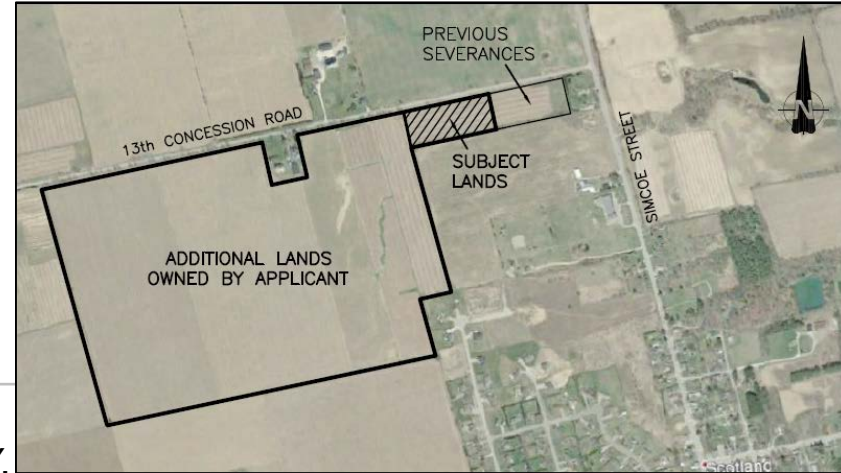 PREVIOUS
SEVERANCES
N
13th CONCESSION ROAD
SUBJECT
LANDS
SIMCOE STREET
ADDITIONAL LANDS
OWNED BY APPLICANT
Scotland